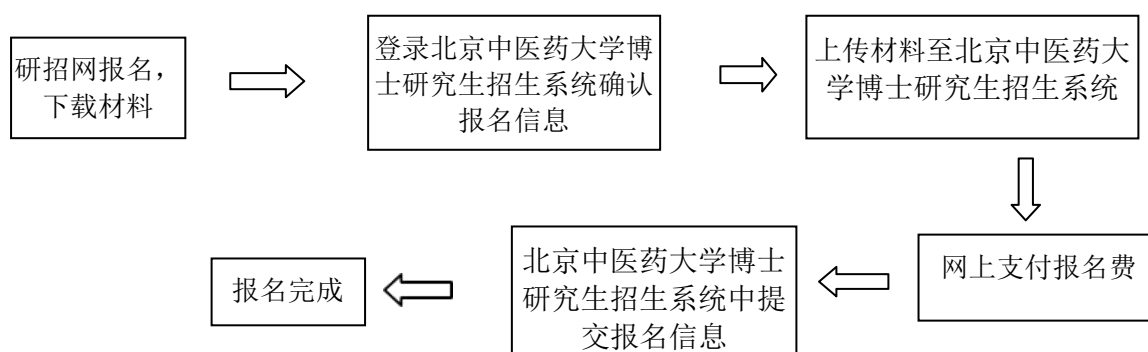 研招网报名，
下载材料
登录北京中医药大学博
士研究生招生系统确认
报名信息
上传材料至北京中医药大
学博士研究生招生系统
网上支付报名费
北京中医药大学博士
研究生招生系统中提
交报名信息
报名完成